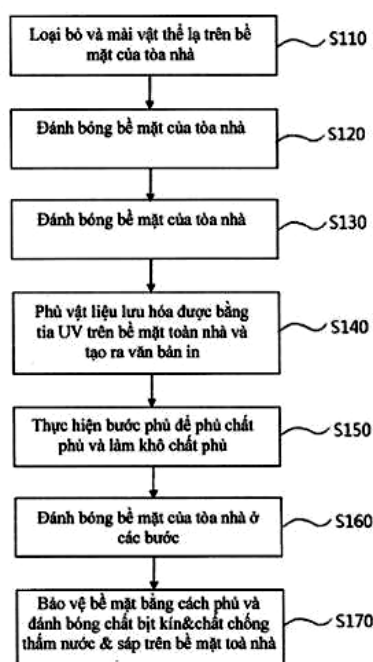 Loại bỏ và mài vật thể lạ trên bề
mặt của tòa nhà
S110
Đánh bóng bề mặt của tòa nhà
S120
Đánh bóng bề mặt của tòa nhà
S130
Phủ vật liệu lưu hóa được bằng
tia UV trên bề mặt toàn nhà và
tạo ra văn bản in
S140
Thực hiện bước phủ để phủ chất
phủ và làm khô chất phủ
S150
Đánh bóng bề mặt của tòa nhà ở
các bước
S160
Bảo vệ bề mặt bằng cách phủ và
đánh bóng chất bịt kín&chất chống
thấm nước & sáp trên bề mặt toà nhà
S170